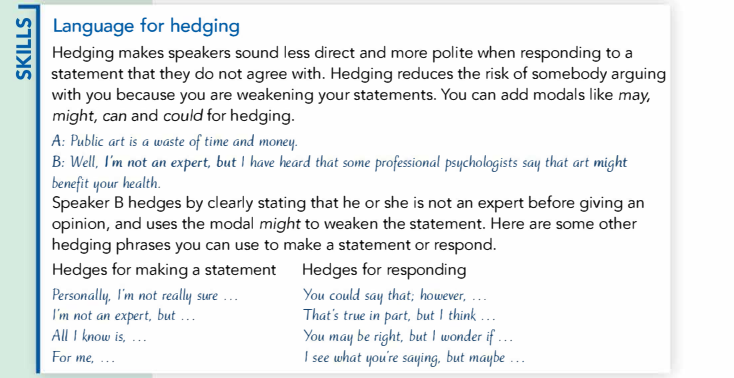 SKILLS
Language for hedging
Hedging makes speakers sound less direct and more polite when responding to a
statement that they do not agree with. Hedging reduces the risk of somebody arguing
with you because you are weakening your statements. You can add modals like may,
might, can and could for hedging.
A: Public art is a waste of time and money.
B: Well, I'm not an expert, but I have heard that some professional psychologists say that art might
benefit your health.
Speaker B hedges by clearly stating that he or she is not an expert before giving an
opinion, and uses the modal might to weaken the statement. Here are some other
hedging phrases you can use to make a statement or respond.
Hedges for making a statement
Personally, I'm not really sure ...
I'm not an expert, but ...
All I know is, ...
For me, ...
Hedges for responding
You could say that; however, ...
That's true in part, but I think ...
You may be right, but I wonder if ...
I see what you're saying, but maybe ...